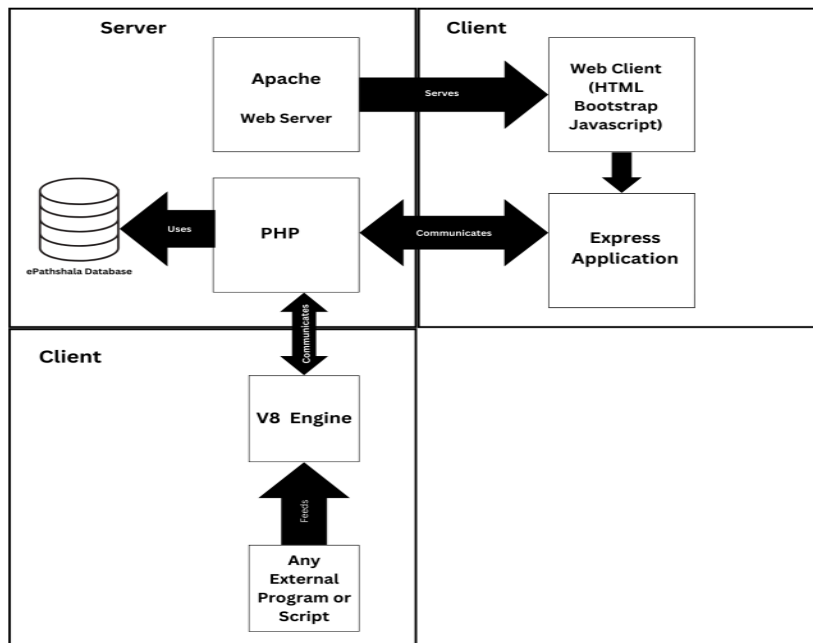 Server
Client
Apache
Web Server
Serves
Web Client
(HTML
Bootstrap
Javascript)
ePathshala Database
Uses
PHP
Communicates
Express
Application
Communicates
Client
V8 Engine
Feeds
Any
External
Program or
Script